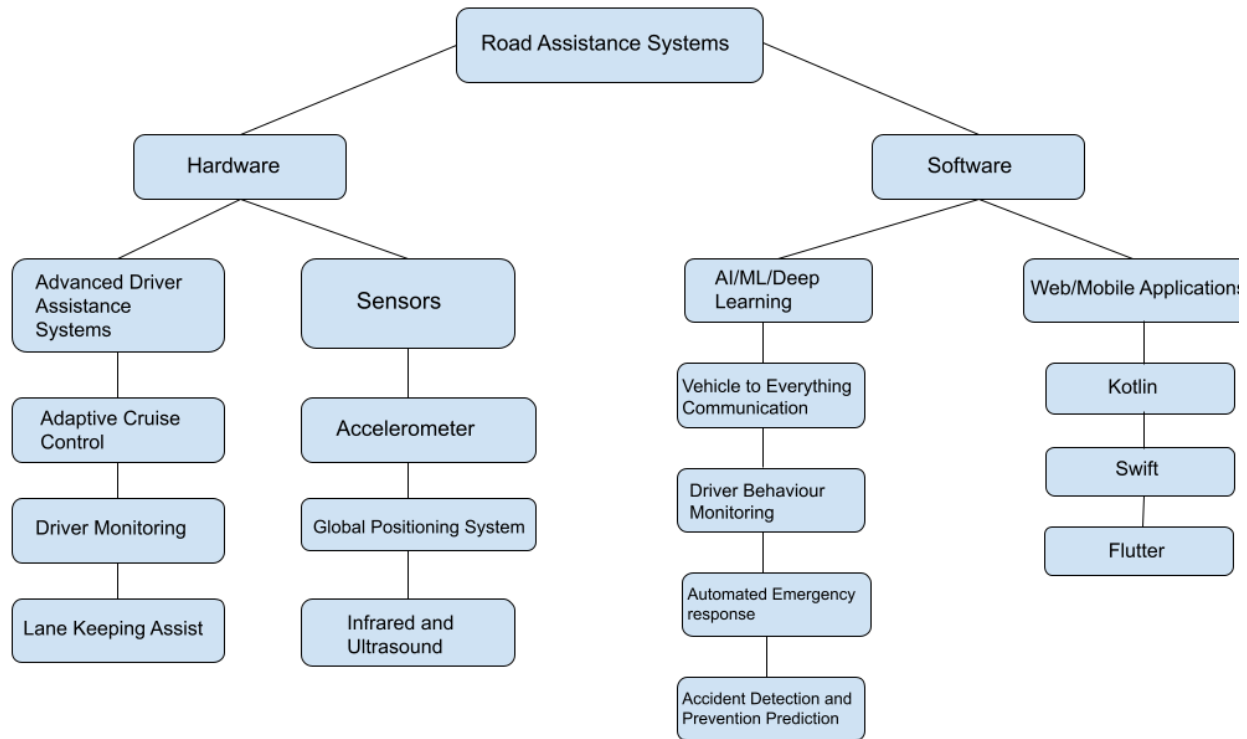 Road Assistance Systems
Hardware
Software
Advanced Driver
Assistance
Systems
Sensors
AI/ML/Deep
Learning
Web/Mobile Applications
Adaptive Cruise
Control
Accelerometer
Vehicle to Everything
Communication
Kotlin
Driver Monitoring
Global Positioning System
Driver Behaviour
Monitoring
Swift
Lane Keeping Assist
Infrared and
Ultrasound
Automated Emergency
response
Flutter
Accident Detection and
Prevention Prediction